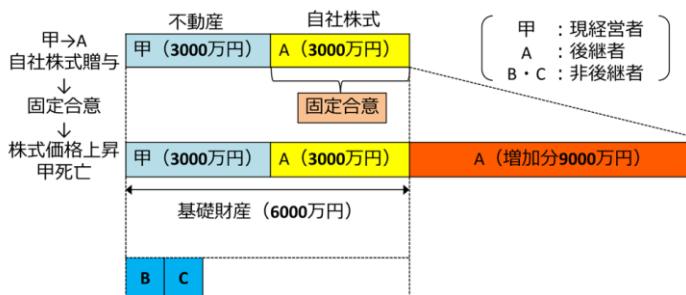 不動産
自社株式
甲→A
自社株式贈与
↓
固定合意
↓
株式価格上昇
甲死亡
甲（3000万円）
A（3000万円）
固定合意
甲 ：現経営者
A ：後継者
B・C ：非後継者
甲（3000万円）
A（3000万円）
A（増加分9000万円）
基礎財産（6000万円）
B
C